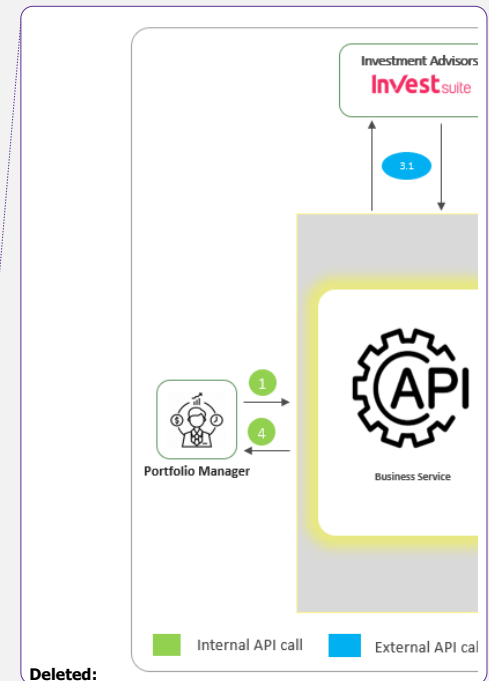 Investment Advisors
InvestSuite
3.1
API
1
4
Portfolio Manager
Business Service
Internal API call
External API cal
Deleted: